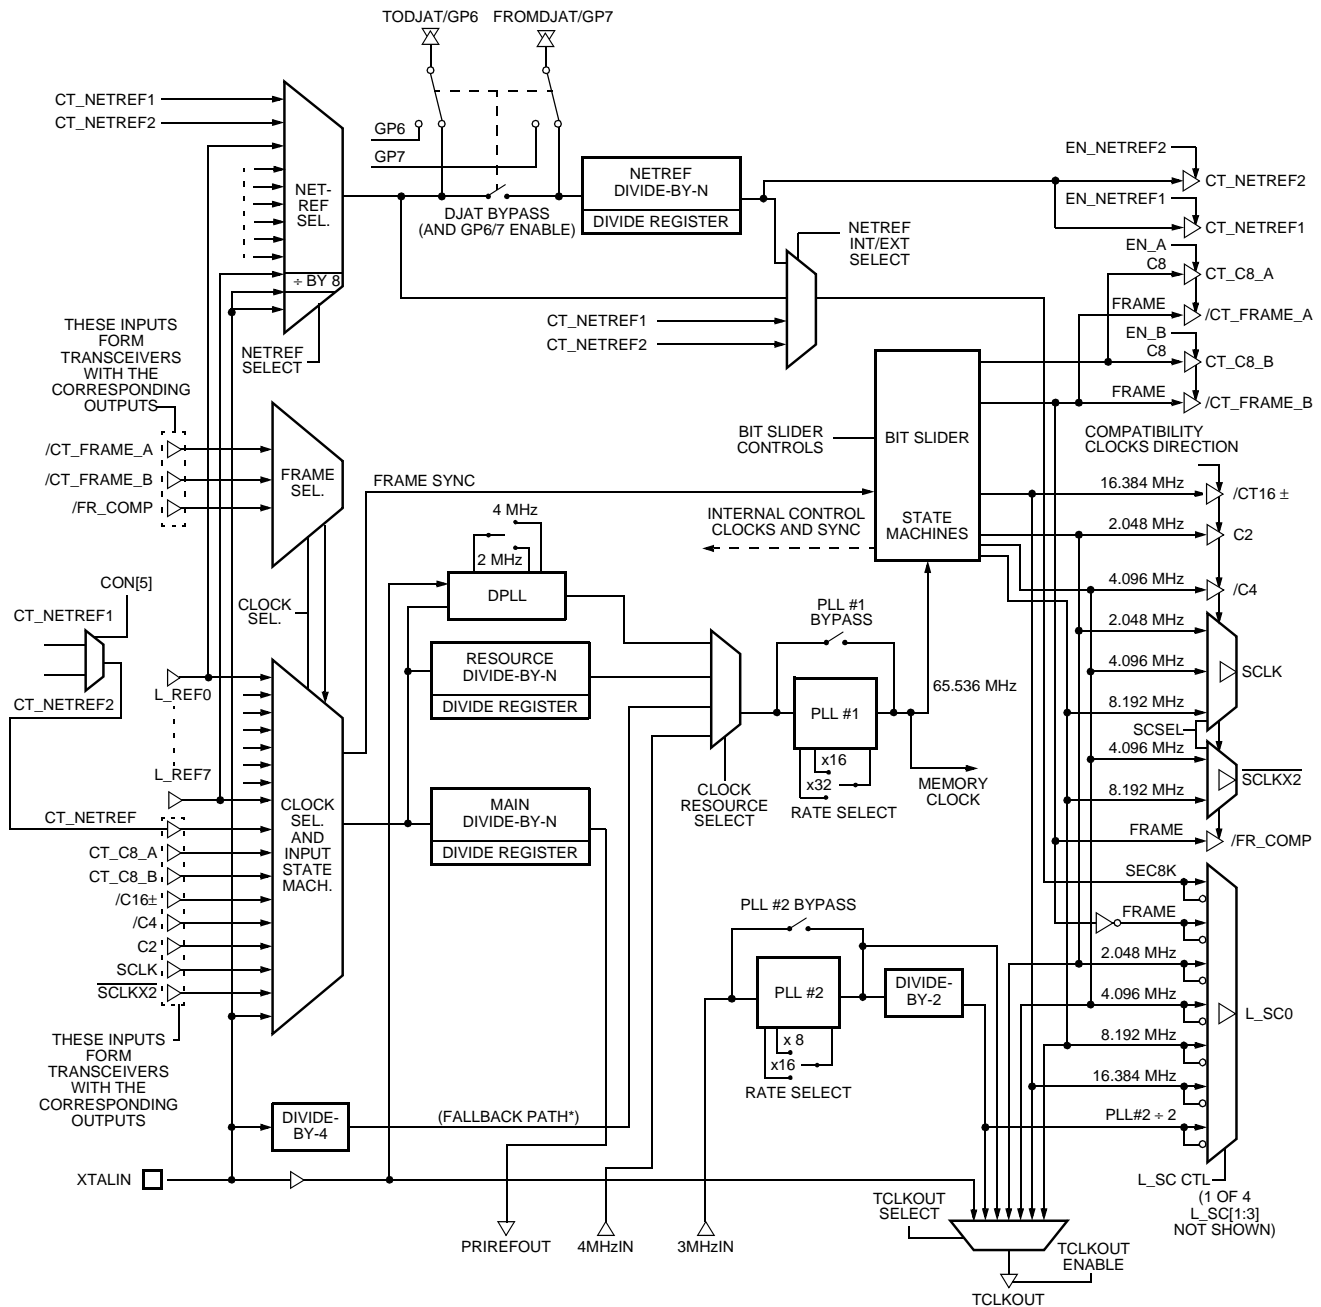 TODJAT/GP6
FROMDJAT/GP7
CT_NETREF1
CT_NETREF2
GP6
GP7
NET-
REF
SEL.
÷ BY 8
NETREF
SELECT
DJAT BYPASS
(AND GP6/7 ENABLE)
NETREF
DIVIDE-BY-N
DIVIDE REGISTER
NETREF
INT/EXT
SELECT
CT_NETREF1
CT_NETREF2
EN_NETREF2
CT_NETREF2
EN_NETREF1
CT_NETREF1
EN_A
C8
CT_C8_A
FRAME
/CT_FRAME_A
EN_B
C8
CT_C8_B
FRAME
/CT_FRAME_B
THESE INPUTS
FORM
TRANSCEIVERS
WITH THE
CORRESPONDING
OUTPUTS
/CT_FRAME_A
/CT_FRAME_B
/FR_COMP
FRAME
SEL.
FRAME SYNC
BIT SLIDER
CONTROLS
BIT SLIDER
STATE
MACHINES
INTERNAL CONTROL
CLOCKS AND SYNC
COMPATIBILITY
CLOCKS DIRECTION
16.384 MHz
/CT16 ±
2.048 MHz
C2
4.096 MHz
/C4
2.048 MHz
4.096 MHz
SCLK
8.192 MHz
SCSEL
4.096 MHz
SCLKX2
8.192 MHz
FRAME
/FR_COMP
4 MHz
2 MHz
DPLL
CON[5]
CT_NETREF1
CT_NETREF2
CLOCK
SEL.
L_REF0
L_REF7
CT_NETREF
CT_C8_A
CT_C8_B
/C16±
/C4
C2
SCLK
SCLKX2
CLOCK
SEL.
AND
INPUT
STATE
MACH.
RESOURCE
DIVIDE-BY-N
DIVIDE REGISTER
MAIN
DIVIDE-BY-N
DIVIDE REGISTER
CLOCK
RESOURCE
SELECT
PLL #1
BYPASS
PLL #1
x16
x32
RATE SELECT
65.536 MHz
MEMORY
CLOCK
PLL #2 BYPASS
PLL #2
x 8
x16
RATE SELECT
DIVIDE-
BY-2
SEC8K
FRAME
2.048 MHz
4.096 MHz
L_SC0
8.192 MHz
16.384 MHz
PLL#2 ÷ 2
L_SC CTL
(1 OF 4
L_SC[1:3]
NOT SHOWN)
THESE INPUTS
FORM
TRANSCEIVERS
WITH THE
CORRESPONDING
OUTPUTS
DIVIDE-
BY-4
(FALLBACK PATH*)
XTALIN
PRIREFOUT
4MHzIN
3MHzIN
TCLKOUT
SELECT
TCLKOUT
ENABLE
TCLKOUT